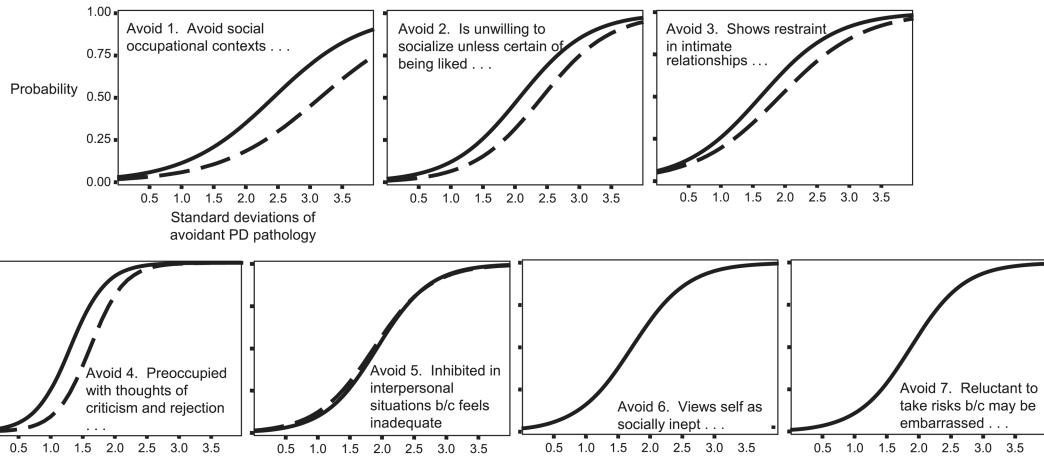 Avoid 1. Avoid social
occupational contexts . . .
Avoid 2. Is unwilling to
socialize unless certain of
being liked . . .
Avoid 3. Shows restraint
in intimate
relationships . . .
1.00
0.75
Probability 0.50
0.25
0.00
0.5 1.0 1.5 2.0 2.5 3.0 3.5
0.5 1.0 1.5 2.0 2.5 3.0 3.5
0.5 1.0 1.5 2.0 2.5 3.0 3.5
Standard deviations of
avoidant PD pathology
Avoid 4. Preoccupied
with thoughts of
criticism and rejection
. . .
Avoid 5. Inhibited in
interpersonal
situations b/c feels
inadequate
Avoid 6. Views self as
socially inept . . .
Avoid 7. Reluctant to
take risks b/c may be
embarrassed . . .
0.5 1.0 1.5 2.0 2.5 3.0 3.5
0.5 1.0 1.5 2.0 2.5 3.0 3.5
0.5 1.0 1.5 2.0 2.5 3.0 3.5
0.5 1.0 1.5 2.0 2.5 3.0 3.5